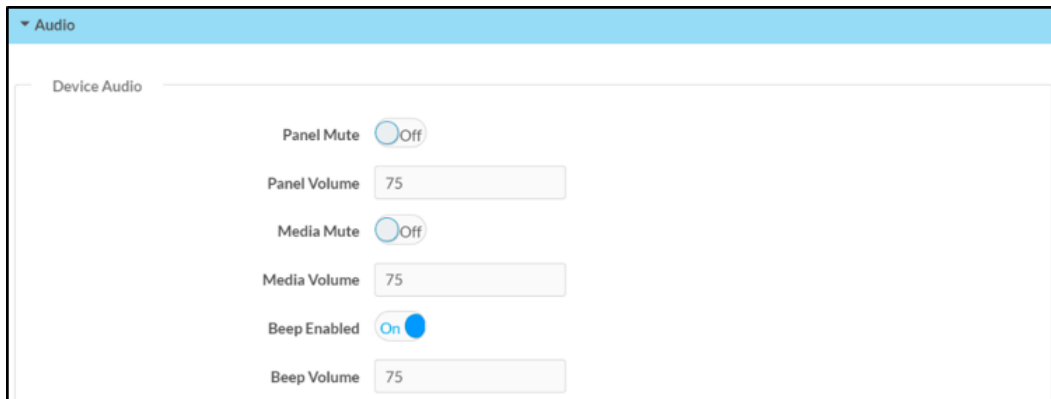 Audio
Device Audio
Panel Mute Off
Panel Volume 75
Media Mute Off
Media Volume 75
Beep Enabled On
Beep Volume 75